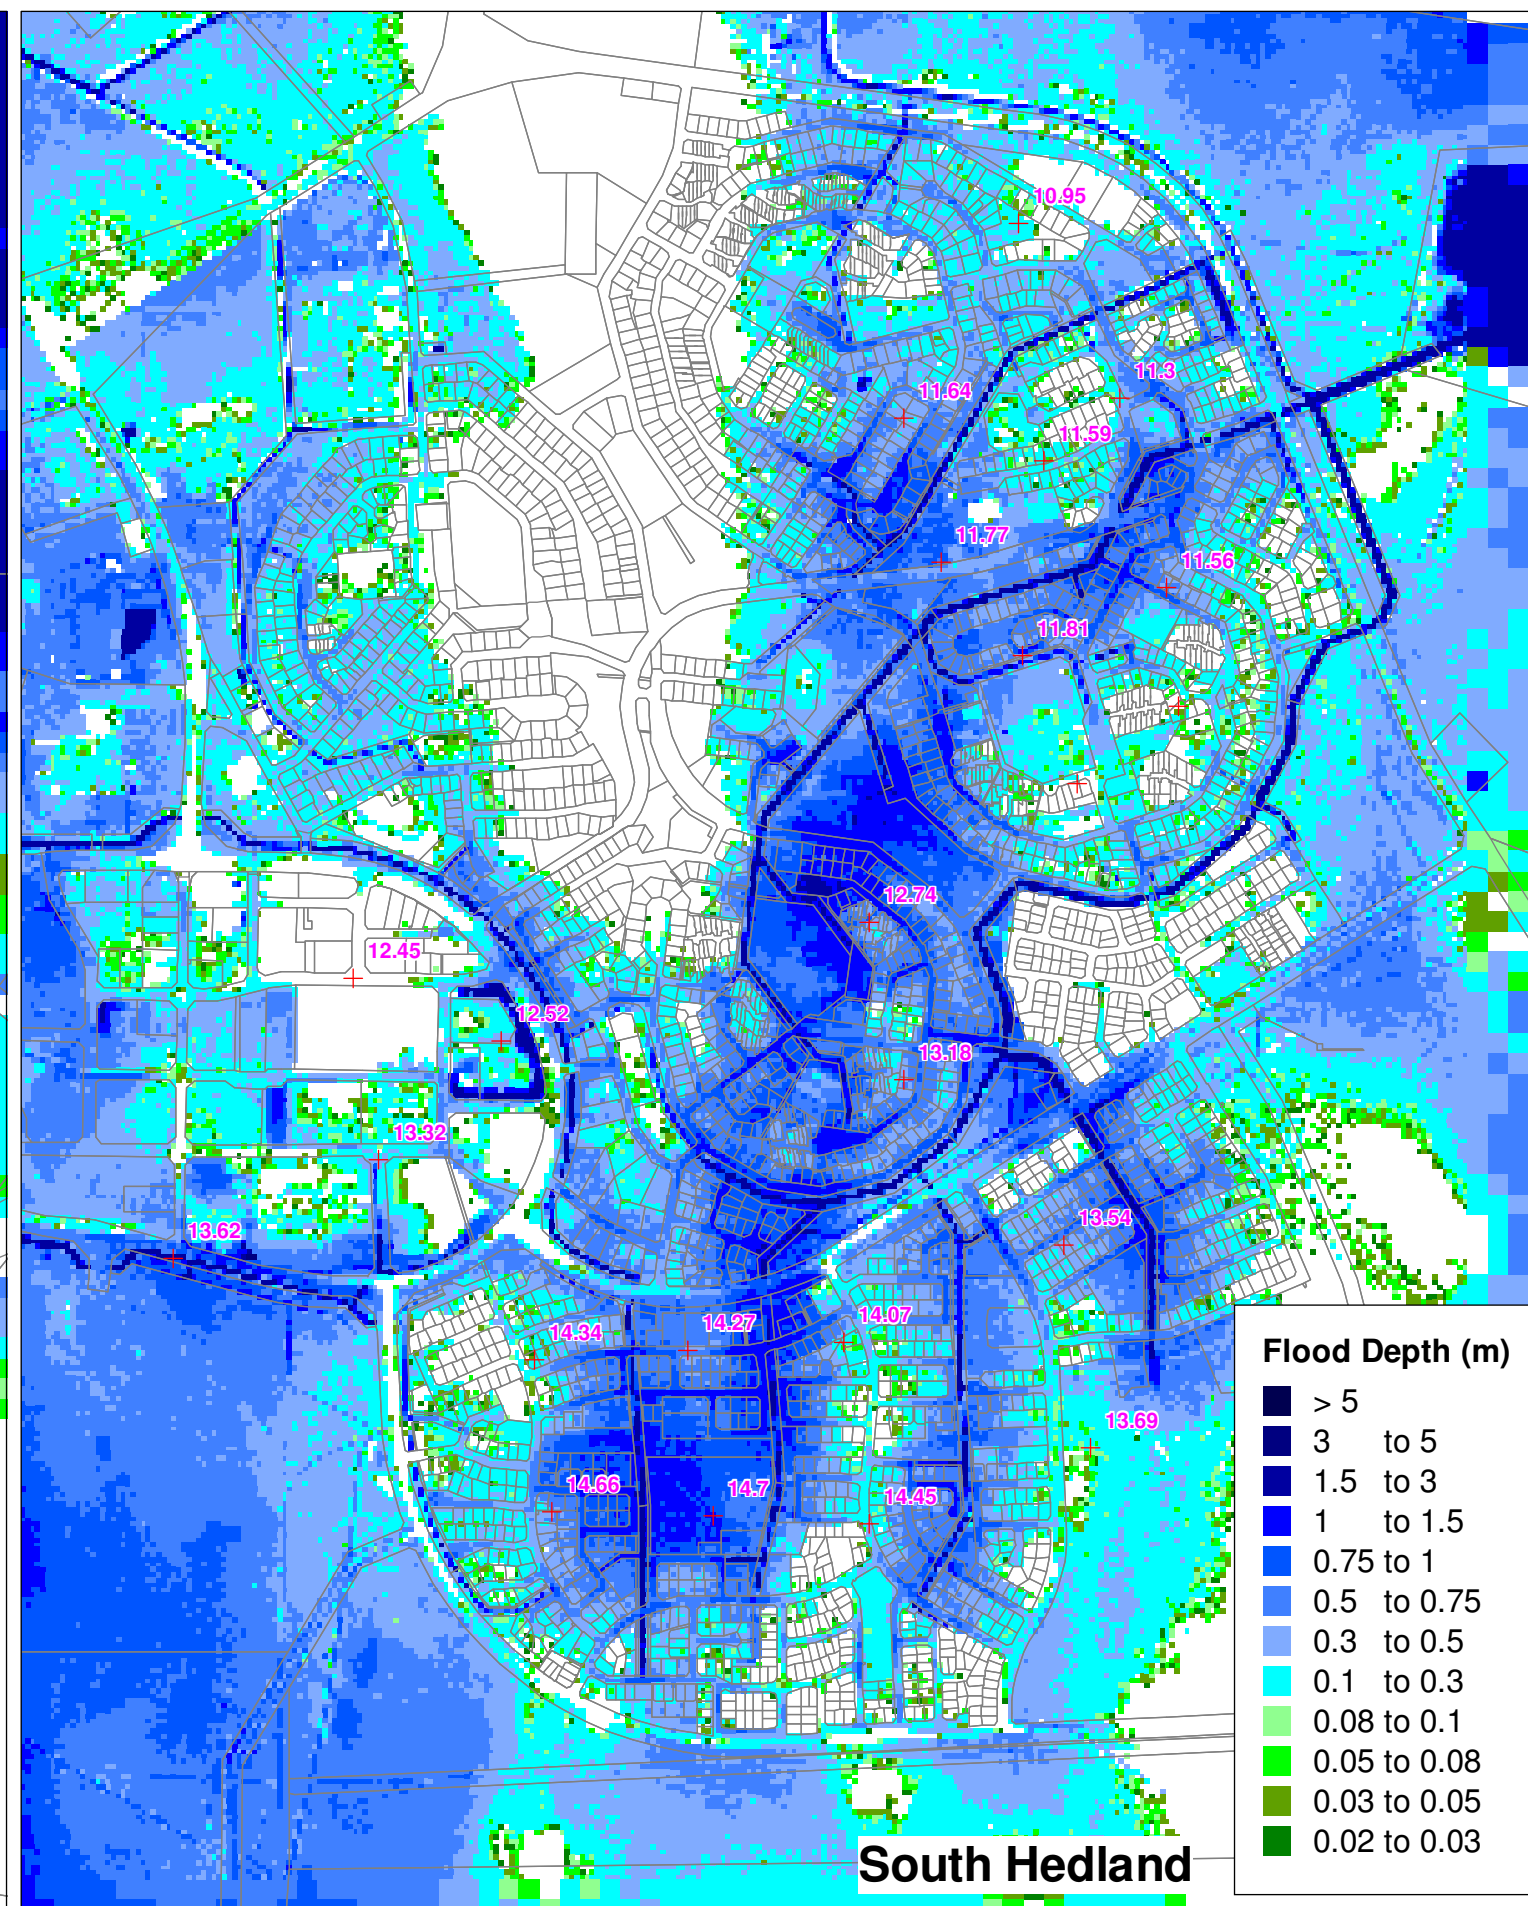 10.95
11.3
11.64
11.59
11.77
11.56
11.81
12.74
12.45
12.52
13.18
13.32
13.54
13.62
14.07
14.27
14.34
13.69
14.66
14.7
14.45
Flood Depth (m)
> 5
3 to 5
1.5 to 3
1 to 1.5
0.75 to 1
0.5 to 0.75
0.3 to 0.5
0.1 to 0.3
0.08 to 0.1
0.05 to 0.08
0.03 to 0.05
0.02 to 0.03
South Hedland